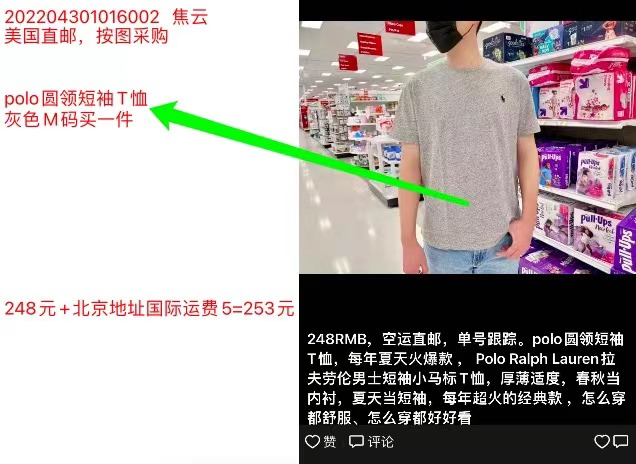 202204301016002 焦云
美国直邮，按图采购
polo圆领短袖T恤
灰色M码买一件
248元+北京地址国际运费5=253元
pull-ups
pull-ups
pull-ups
248RMB，空运直邮，单号跟踪。polo圆领短袖
T恤，每年夏天火爆款 ， Polo Ralph Lauren拉
夫劳伦男士短袖小马标T恤，厚薄适度，春秋当
内衬，夏天当短袖，每年超火的经典款 ，怎么穿
都舒服、怎么穿都好好看
赞 评论